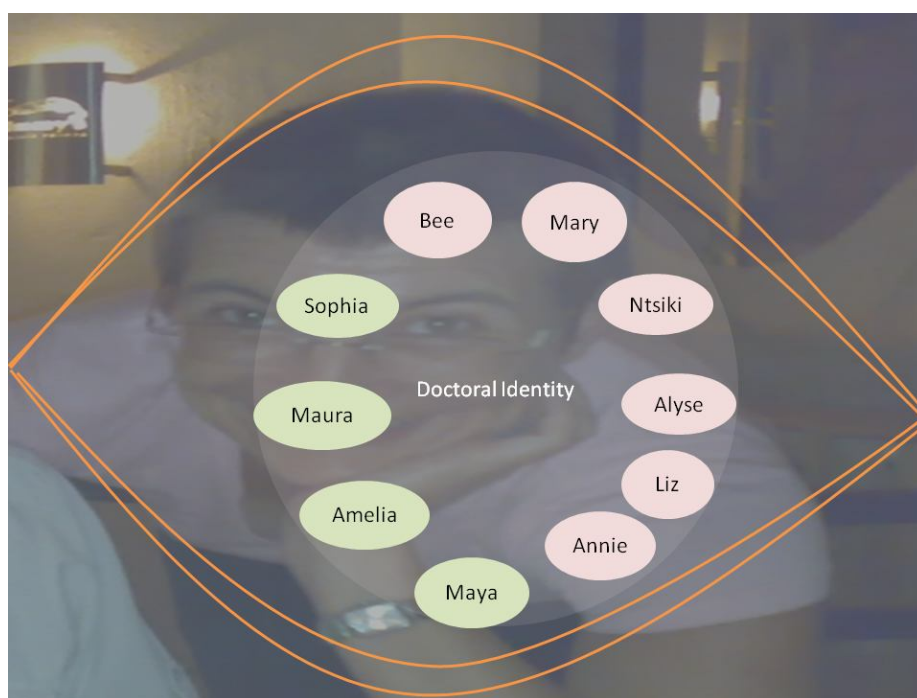 Bee
Mary
Sophia
Ntsiki
Doctoral Identity
Maura
Alyse
Liz
Amelia
Annie
Maya